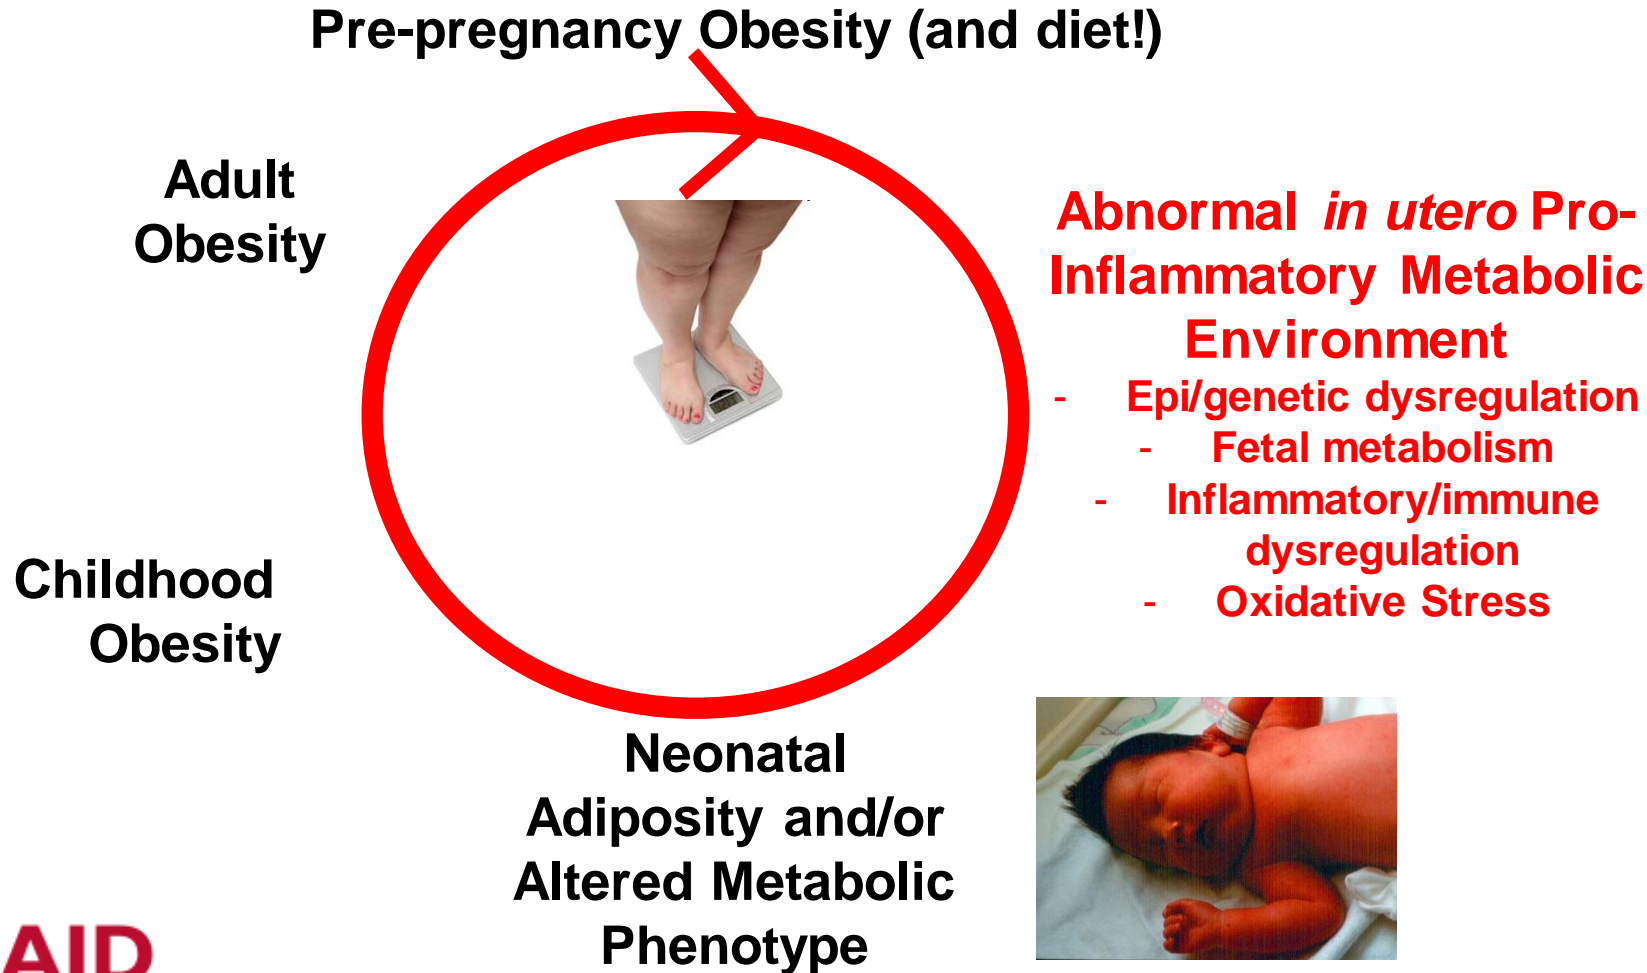 Pre-pregnancy Obesity (and diet!)
Adult
Obesity
Abnormal in utero Pro-
Inflammatory Metabolic
Environment
- Epi/genetic dysregulation
- Fetal metabolism
- Inflammatory/immune
dysregulation
- Oxidative Stress
Childhood
Obesity
Neonatal
Adiposity and/or
Altered Metabolic
Phenotype
AID